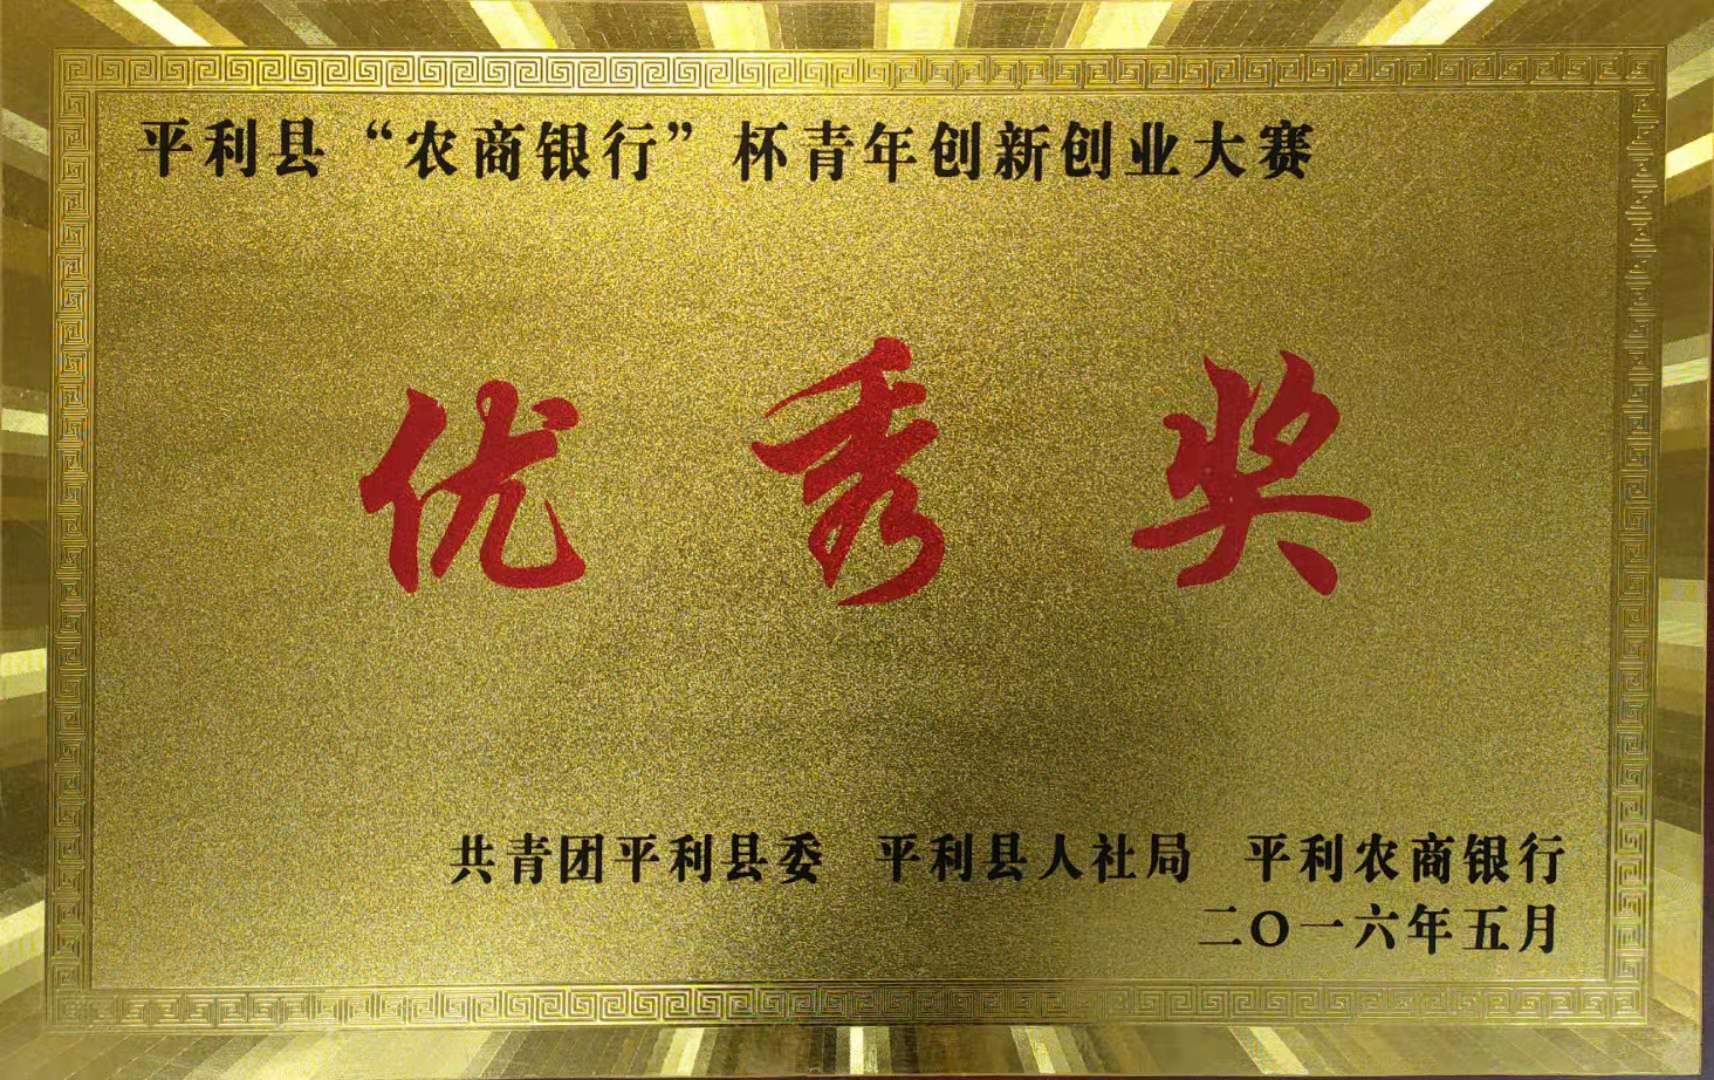 平利县“农商银行”杯青年创新创业大赛
优秀奖
共青团平利县委 平利县人社局 平利农商银行
二〇一六年五月